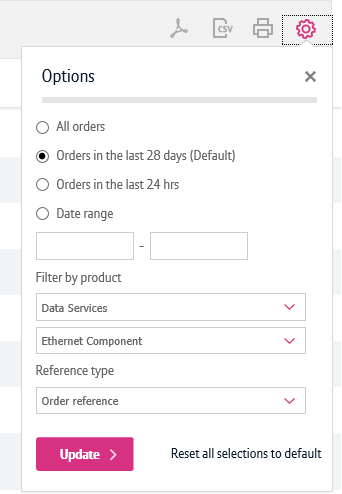 CSV
Options
All orders
Orders in the last 28 days (Default)
Orders in the last 24 hrs
Date range
-
Filter by product
Data Services
Ethernet Component
Reference type
Order reference
Update
Reset all selections to default